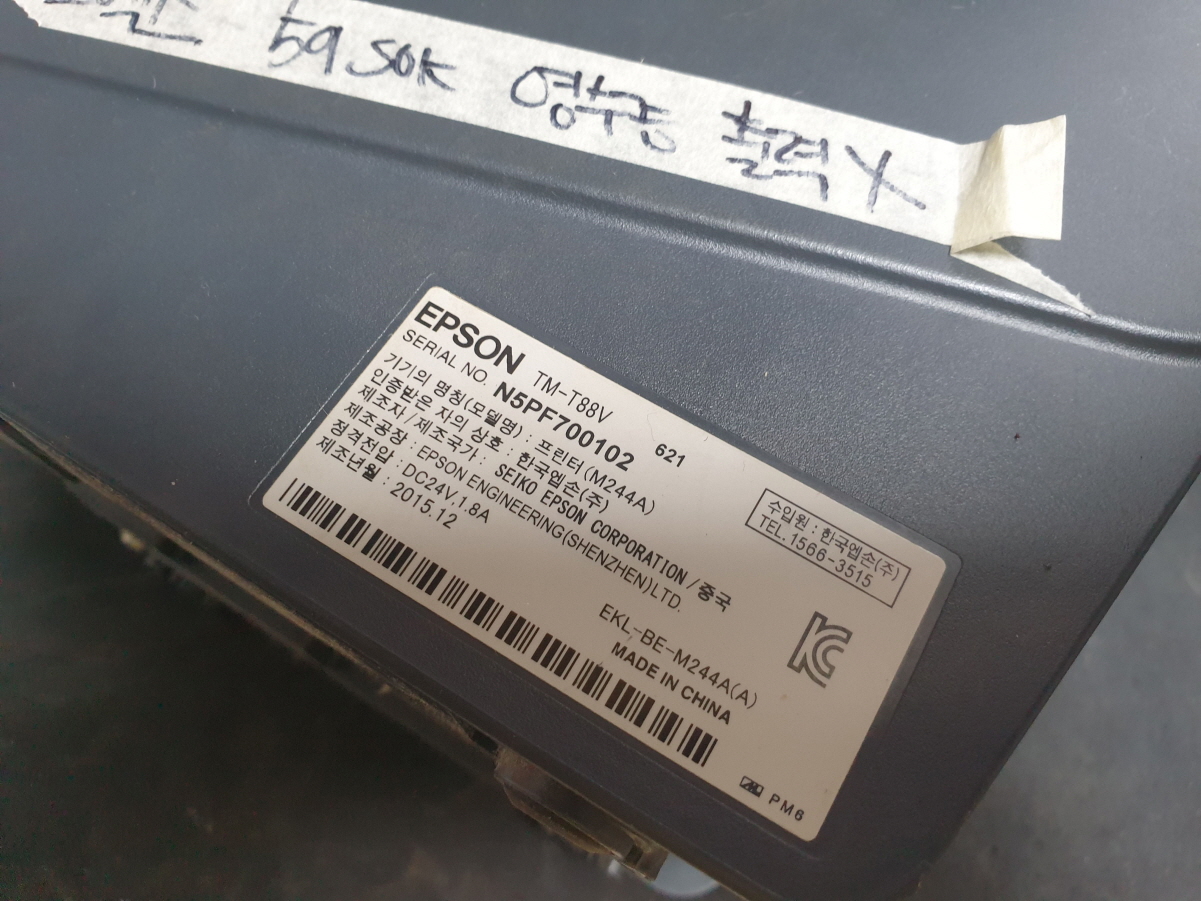 59 SOK 영수증 출력 X
EPSON TM-T88V 621
SERIAL NO. N5PF700102
기기의 명칭(모델명) : 프린터(M244A)
인증받은 자의 상호 : 한국엡손(주)
제조자/제조국가 : SEIKO EPSON CORPORATION /중국
제조공장 : EPSON ENGINEERING(SHENZHEN)LTD.
정격전압 : DC24V,1.8A
제조년월 : 2015.12
수입원 : 한국엡손(주)
TEL.1566-3515
EKL-BE-M244A(A)
MADE IN CHINA
PM6